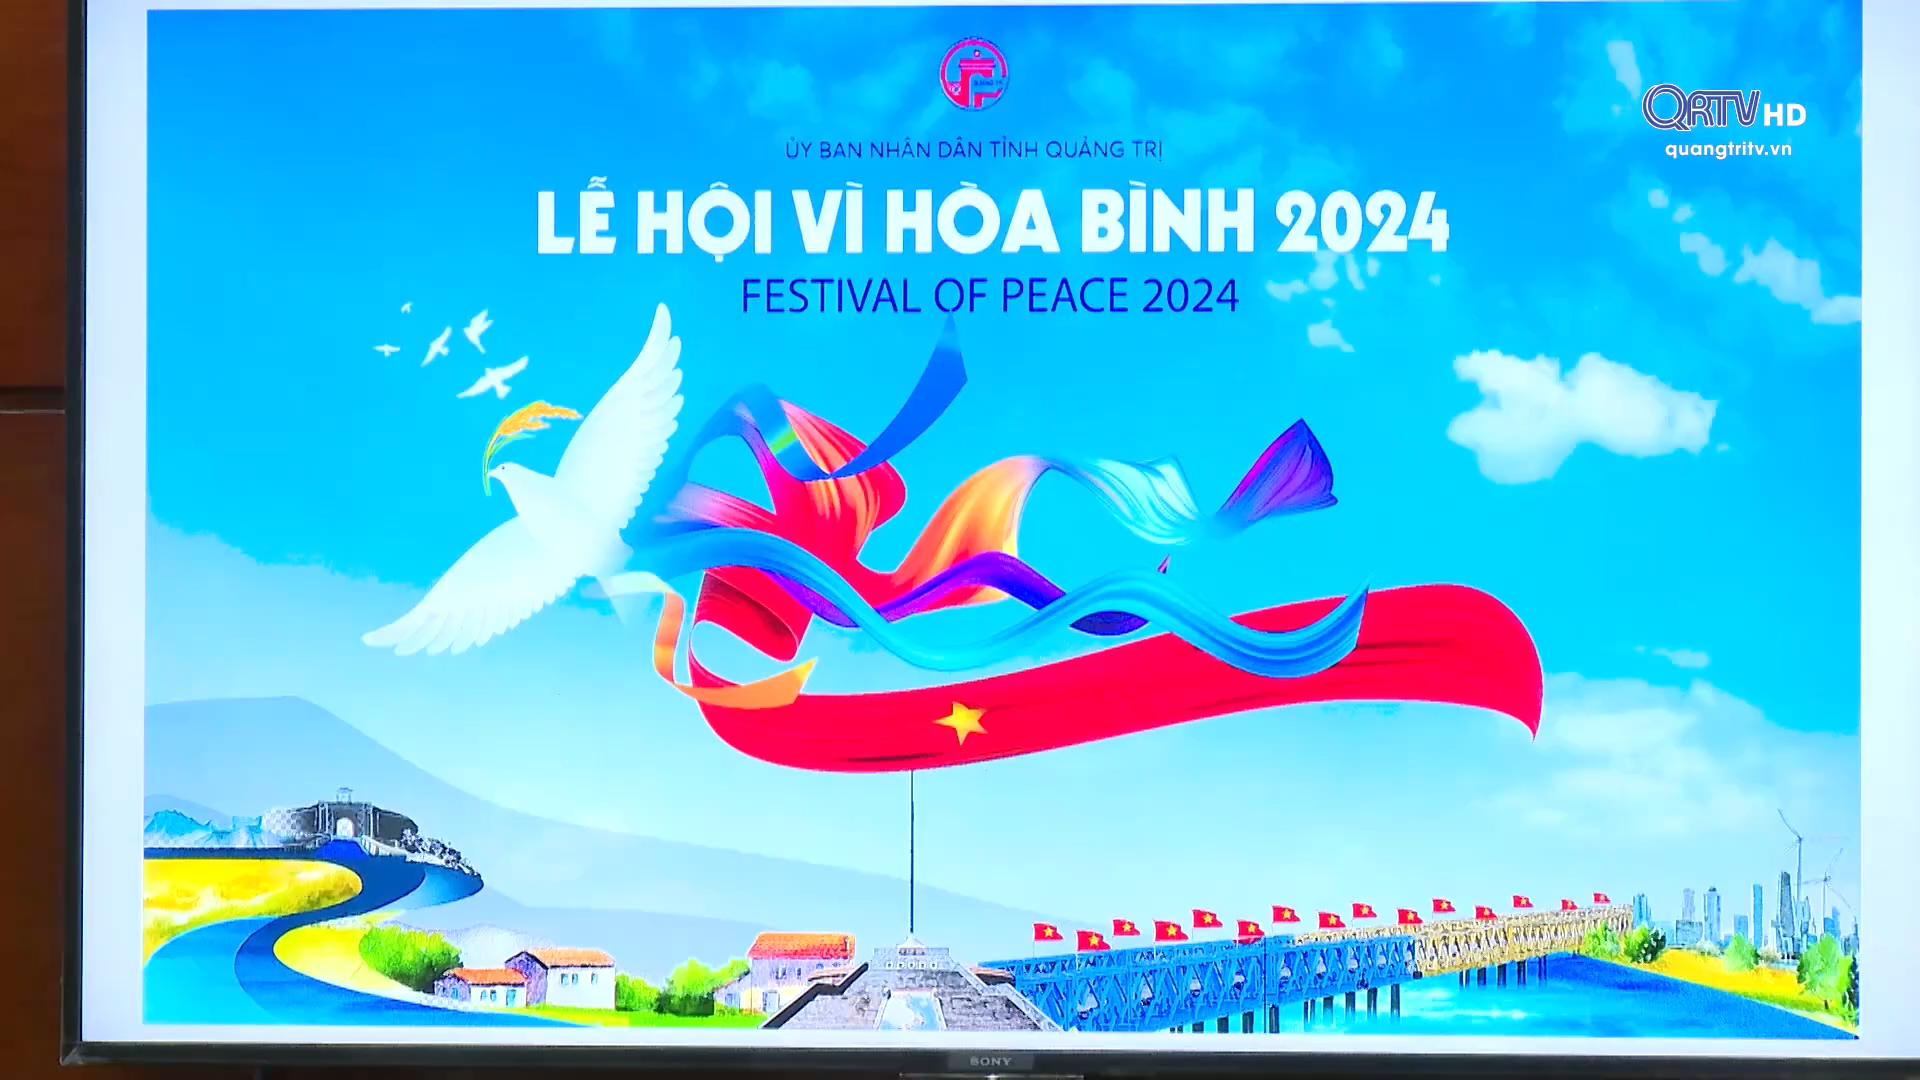 QRTV HD
quangtritv.vn
ỦY BAN NHÂN DÂN TỈNH QUẢNG TRỊ
LỄ HỘI VÌ HÒA BÌNH 2024
FESTIVAL OF PEACE 2024
SONY